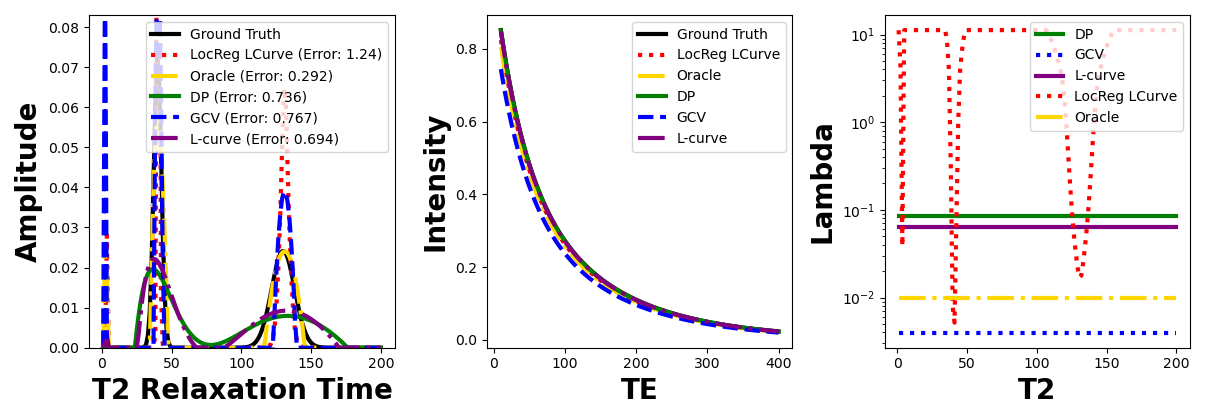 0.08
0.07
0.06
0.05
0.04
0.03
0.02
0.01
0.00
0
50
100
150
200
Amplitude
T2 Relaxation Time
Ground Truth
LocReg LCurve (Error: 1.24)
Oracle (Error: 0.292)
DP (Error: 0.736)
GCV (Error: 0.767)
L-curve (Error: 0.694)
0.8
0.6
0.4
0.2
0.0
0
100
200
300
400
Intensity
TE
Ground Truth
LocReg LCurve
Oracle
DP
GCV
L-curve
10¹
10⁰
10⁻¹
10⁻²
0
50
100
150
200
Lambda
T2
DP
GCV
L-curve
LocReg LCurve
Oracle